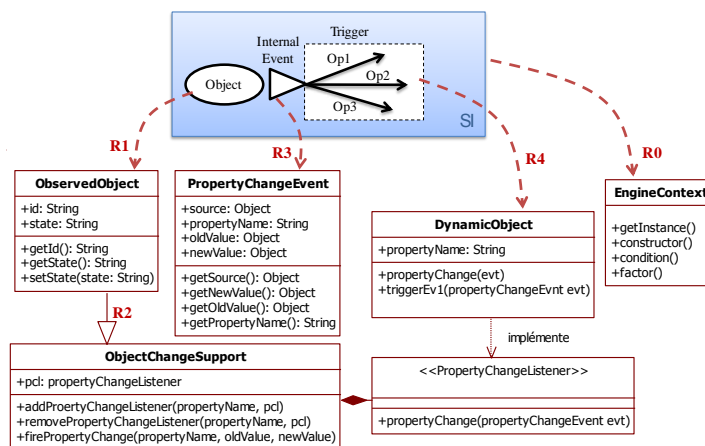 Trigger
Internal
Event
Op1
Op2
Op3
Object
SI
R1
R3
R4
R0
ObservedObject
+id: String
+state: String
+getId(): String
+getState(): String
+setState(state: String)
PropertyChangeEvent
+source: Object
+propertyName: String
+oldValue: Object
+newValue: Object
+getSource(): Object
+getNewValue(): Object
+getOldValue(): Object
+getPropertyName(): String
DynamicObject
+propertyName: String
+propertyChange(evt)
+triggerEv1(propertyChangeEvnt evt)
EngineContext
+getInstance()
+constructor()
+condition()
+factor()
R2
implémente
ObjectChangeSupport
+pcl: propertyChangeListener
+addProertyChangeListener(propertyName, pcl)
+removePropertyChangeListener(propertyName, pcl)
+firePropertyChange(propertyName, oldValue, newValue)
<<PropertyChangeListener>>
+propertyChange(propertyChangeEvent evt)